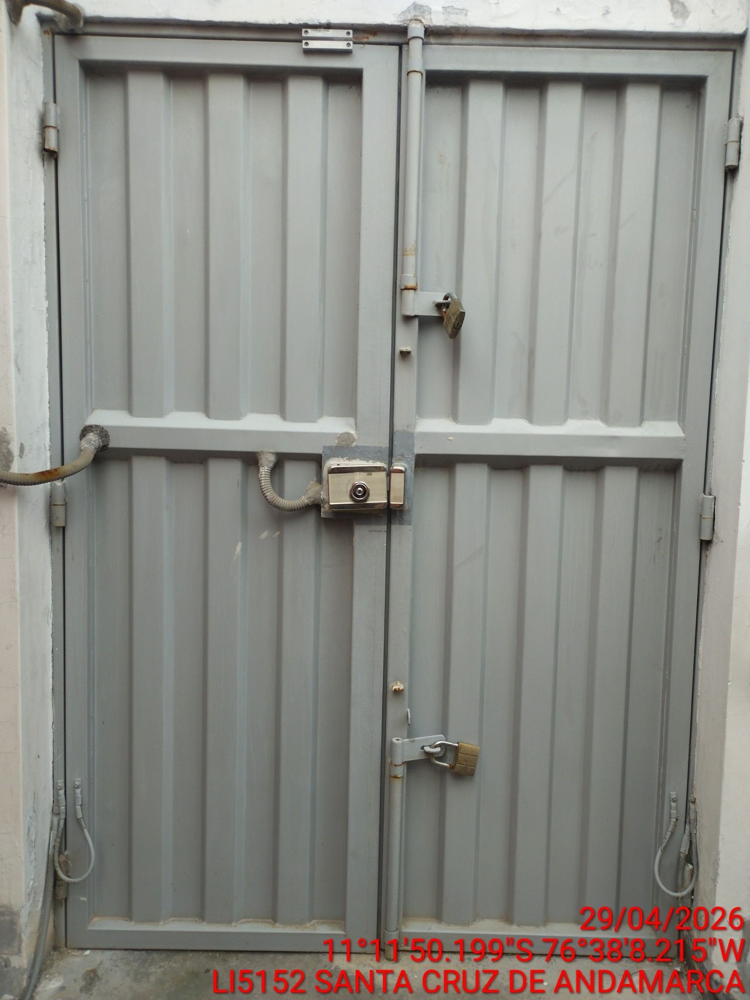 29/04/2026
11°11'50.199"S 76°38'8.215"W
LI5152 SANTA CRUZ DE ANDAMARCA